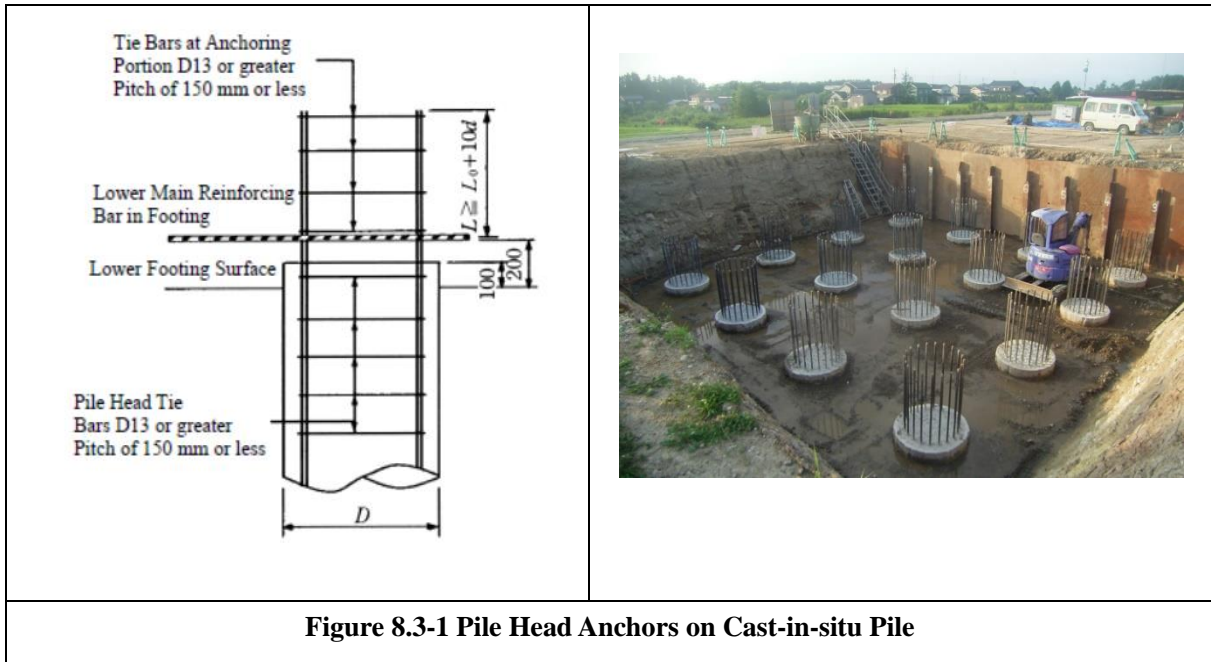 Tie Bars at Anchoring
Portion D13 or greater
Pitch of 150 mm or less
L ≧ L₀+10d
Lower Main Reinforcing
Bar in Footing
Lower Footing Surface
100
200
Pile Head Tie
Bars D13 or greater
Pitch of 150 mm or less
D
Figure 8.3-1 Pile Head Anchors on Cast-in-situ Pile